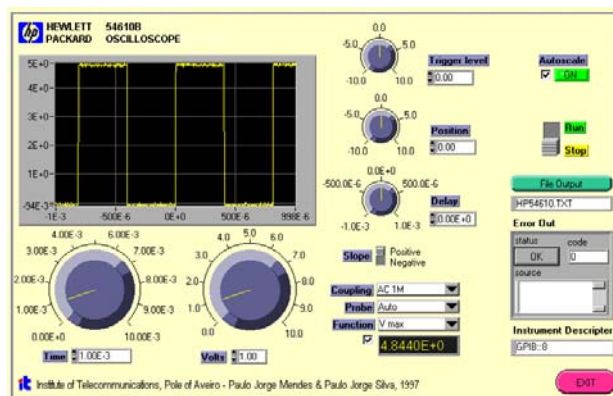 hp HEWLETT PACKARD
54610B OSCILLOSCOPE
5E+0
4E+0
2E+0
0E+0
-94E-3
-1E-3 -500E-6 0E+0 500E-6 998E-6
0.0
-5.0 5.0
-10.0 10.0
Trigger level
0.00
0.0
-5.0 5.0
-10.0 10.0
Position
0.00
0.0E+0
-500.0E-6 500.0E-6
-1.0E-3 1.0E-3
Delay
0.00E+0
Autoscale
ON
Run
Stop
File Output
HP54610.TXT
Error Out
status code
OK 0
source
Instrument Descripter
GPIB::8
EXIT
4.00E-3 6.00E-3
3.00E-3 7.00E-3
2.00E-3 8.00E-3
1.00E-3 9.00E-3
0.00E+0 10.00E-3
Time 1.00E-3
4.0 5.0 6.0
3.0 7.0
2.0 8.0
1.0 9.0
0.0 10.0
Volts 1.00
Slope Positive
Negative
Coupling AC 1M
Probe Auto
Function V max
4.8440E+0
it Institute of Telecommunications, Pole of Aveiro - Paulo Jorge Mendes & Paulo Jorge Silva, 1997